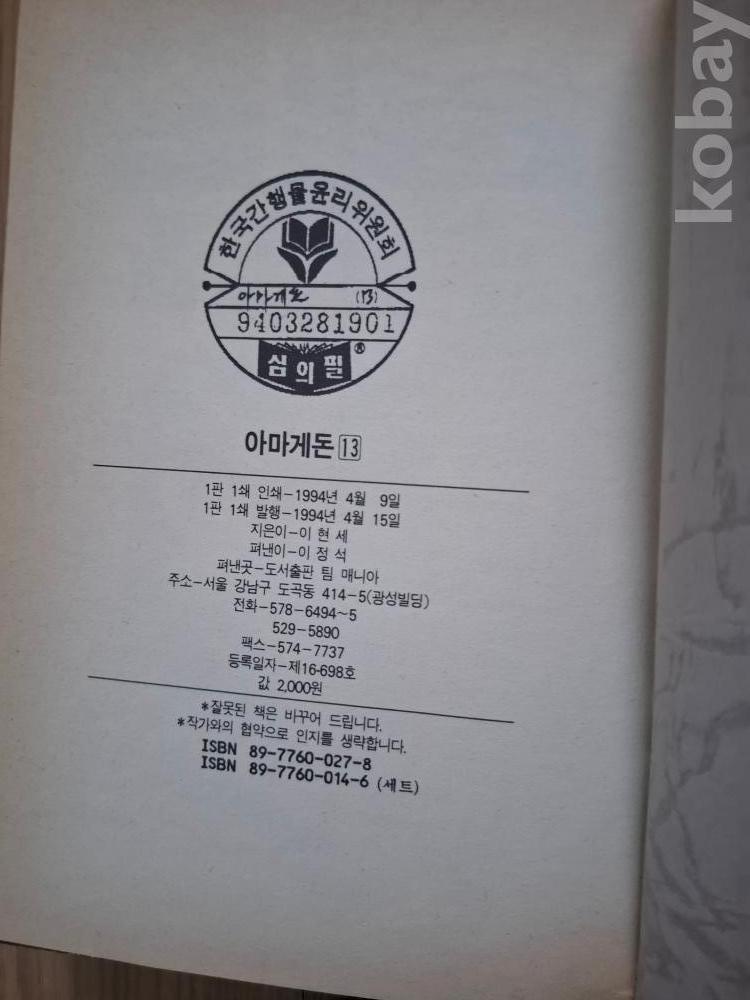 한국간행물윤리위원회
아마게돈 (13)
9403281901
심의필®
아마게돈 13
1판 1쇄 인쇄-1994년 4월 9일
1판 1쇄 발행-1994년 4월 15일
지은이-이 현 세
펴낸이-이 정 석
펴낸곳-도서출판 팀 매니아
주소-서울 강남구 도곡동 414-5(광성빌딩)
전화-578-6494~5
529-5890
팩스-574-7737
등록일자-제16-698호
값 2,000원
*잘못된 책은 바꾸어 드립니다.
*작가와의 협약으로 인지를 생략합니다.
ISBN 89-7760-027-8
ISBN 89-7760-014-6 (세트)
kobay